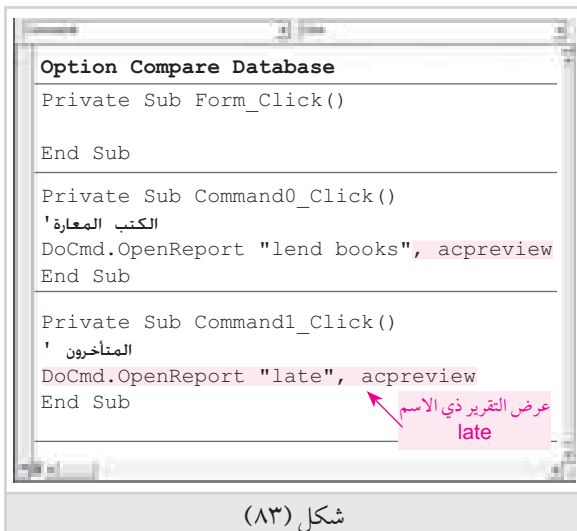 Option Compare Database
Private Sub Form_Click()
End Sub
Private Sub Command0_Click()
'الكتب المعارة
DoCmd.OpenReport "lend books", acpreview
End Sub
Private Sub Command1_Click()
' المتأخرون
DoCmd.OpenReport "late", acpreview
End Sub
عرض التقرير ذي الاسم
late
شكل (٨٣)